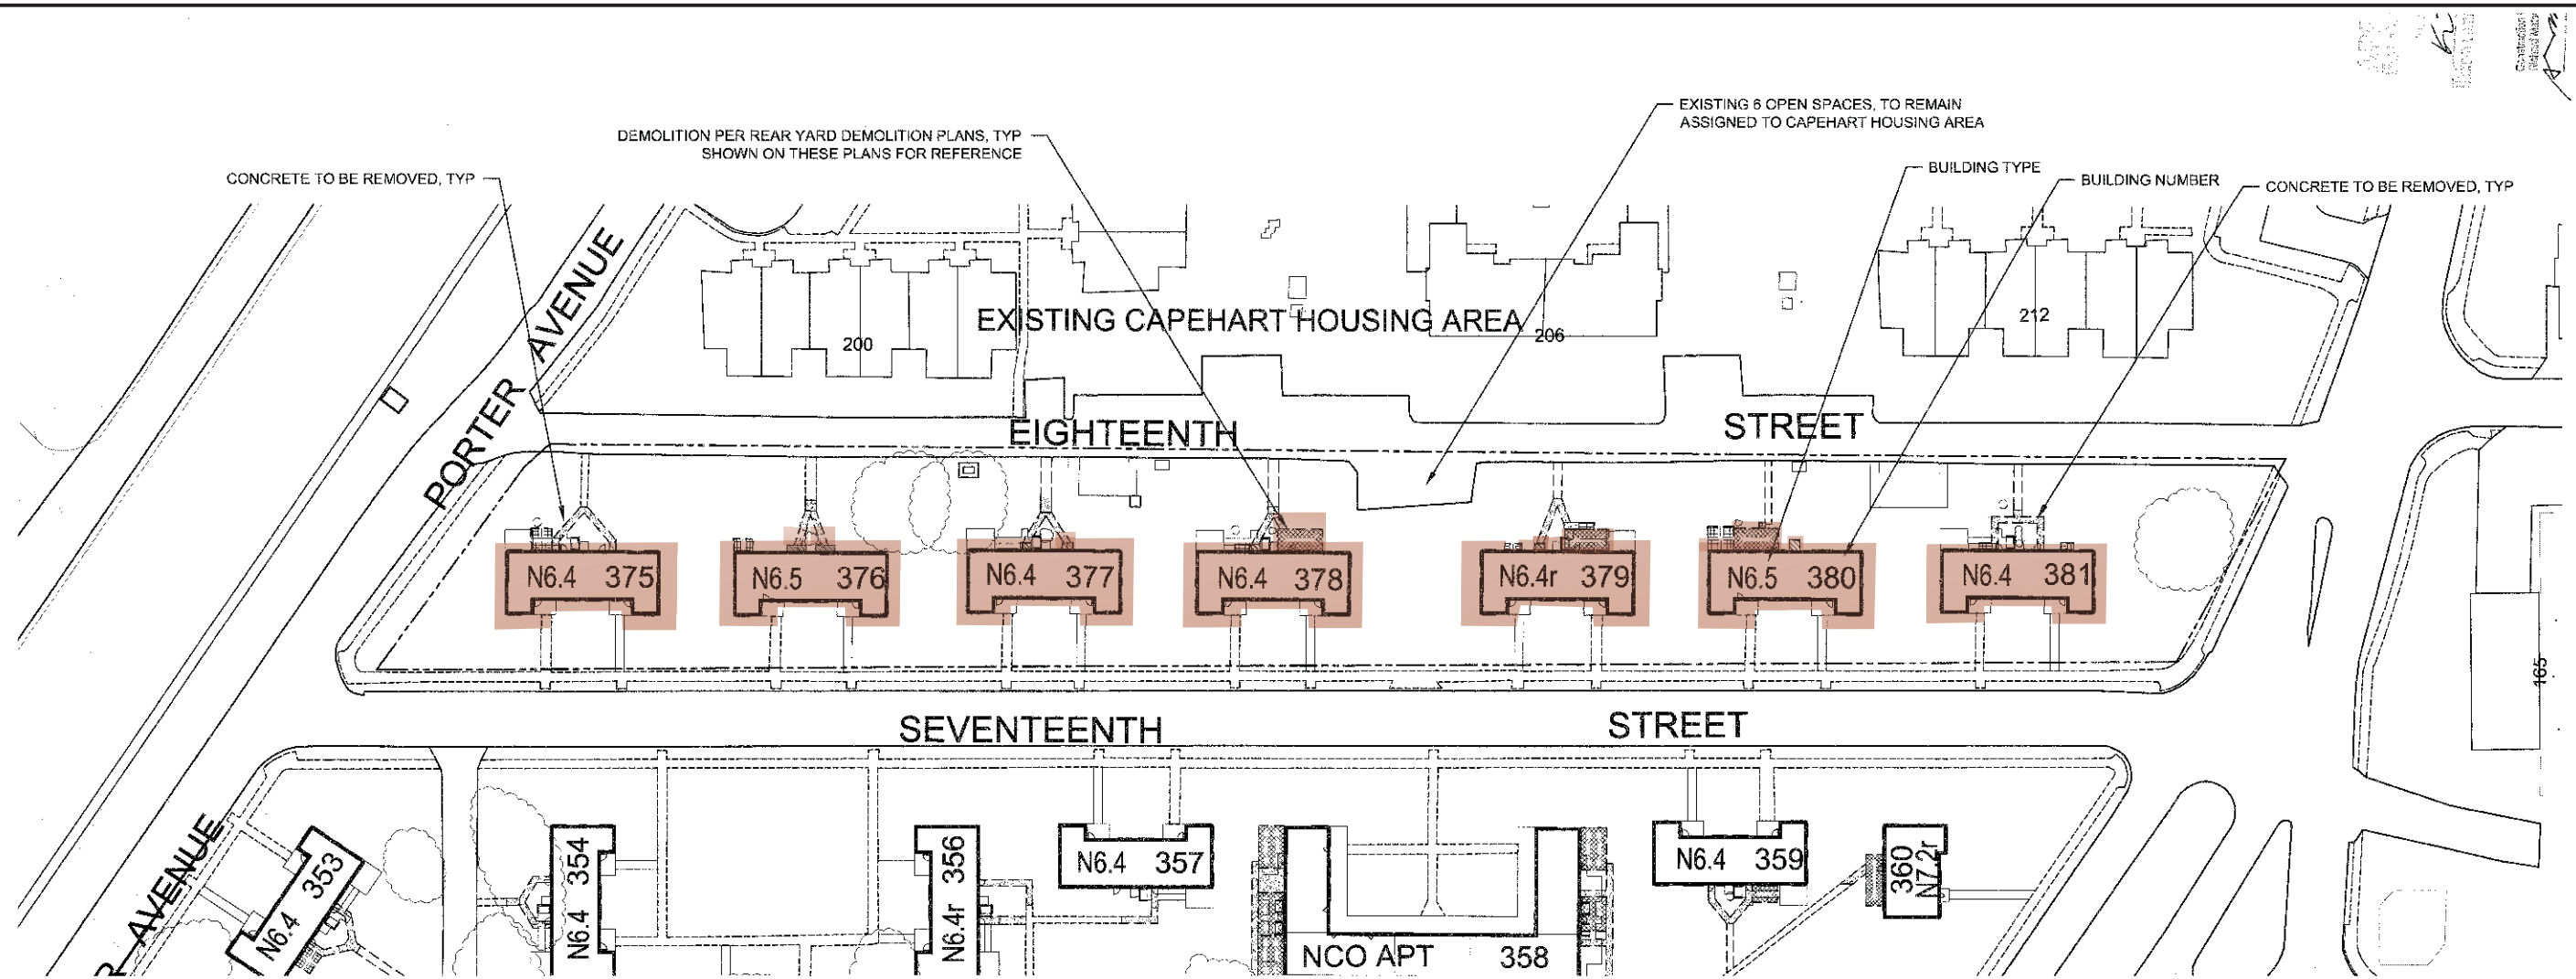 EXISTING 6 OPEN SPACES, TO REMAIN
ASSIGNED TO CAPEHART HOUSING AREA
DEMOLITION PER REAR YARD DEMOLITION PLANS, TYP
SHOWN ON THESE PLANS FOR REFERENCE
BUILDING TYPE
CONCRETE TO BE REMOVED, TYP
BUILDING NUMBER
CONCRETE TO BE REMOVED, TYP
PORTER AVENUE
EXISTING CAPEHART HOUSING AREA
200
206
212
EIGHTEENTH STREET
N6.4 375
N6.5 376
N6.4 377
N6.4 378
N6.4r 379
N6.5 380
N6.4 381
165
SEVENTEENTH STREET
R AVENUE
N6.4 353
N6.4 354
N6.4r 356
N6.4 357
NCO APT 358
N6.4 359
360
N7.2r